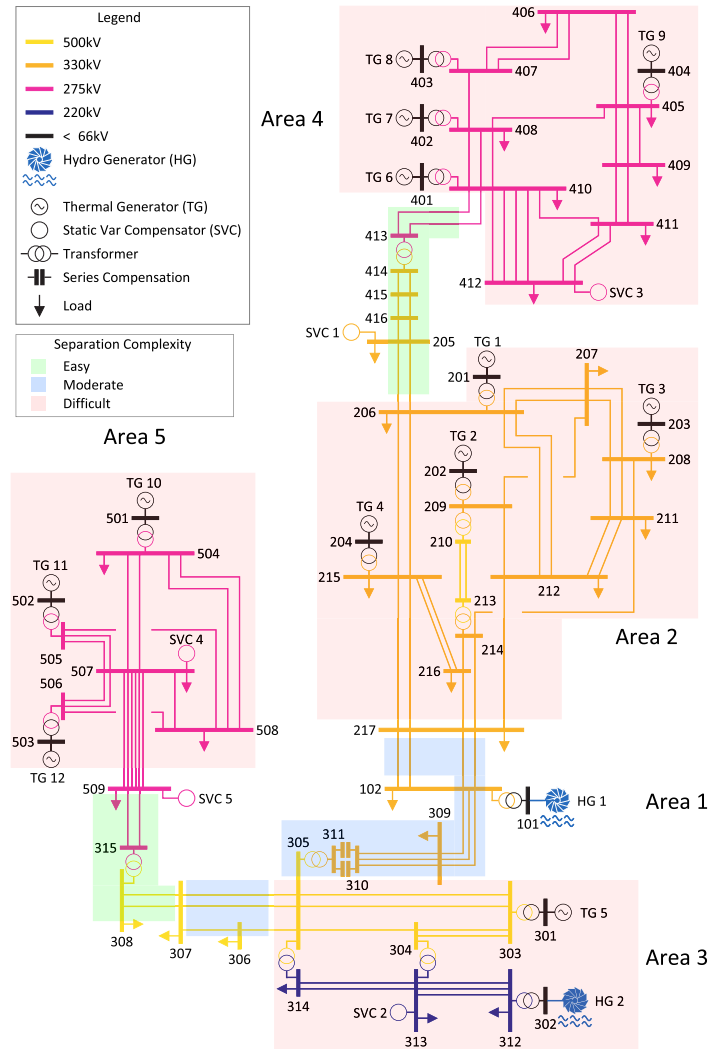 Legend
500kV
330kV
275kV
220kV
< 66kV
Hydro Generator (HG)
Thermal Generator (TG)
Static Var Compensator (SVC)
Transformer
Series Compensation
Load
Separation Complexity
Easy
Moderate
Difficult
Area 4
406
TG 9
TG 8
404
407
403
405
TG 7
408
402
409
TG 6
410
401
411
413
414
412
SVC 3
415
416
SVC 1
205
TG 1
207
201
TG 3
206
203
TG 2
208
202
209
TG 4
211
204
210
215
212
213
214
Area 2
216
217
Area 5
TG 10
501
504
TG 11
502
SVC 4
505
507
506
503
508
TG 12
509
SVC 5
102
HG 1
Area 1
101
309
315
305
311
310
308
307
306
304
303
TG 5
301
Area 3
314
SVC 2
HG 2
302
313
312